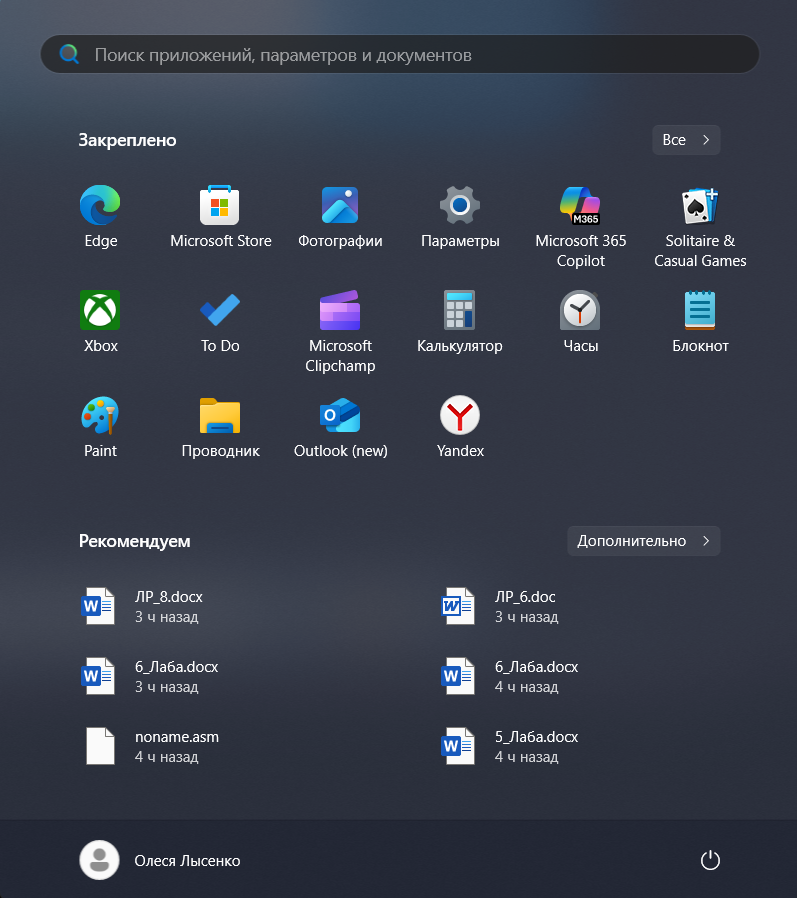 Поиск приложений, параметров и документов
Закреплено
Все
Edge
Microsoft Store
Фотографии
Параметры
M365
Microsoft 365
Copilot
Solitaire &
Casual Games
Xbox
To Do
Microsoft
Clipchamp
Калькулятор
Часы
Блокнот
Paint
Проводник
Outlook (new)
Yandex
Рекомендуем
Дополнительно
ЛР_8.docx
3 ч назад
ЛР_6.doc
3 ч назад
6_Лаба.docx
3 ч назад
6_Лаба.docx
4 ч назад
noname.asm
4 ч назад
5_Лаба.docx
4 ч назад
Олеся Лысенко